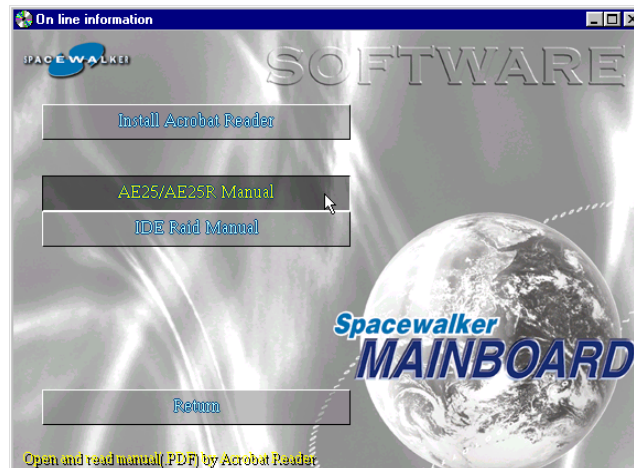 On line information
SPACEWALKER
SOFTWARE
Install Acrobat Reader
AE25/AE25R Manual
IDE Raid Manual
Spacewalker
MAINBOARD
Return
Open and read manual(.PDF) by Acrobat Reader